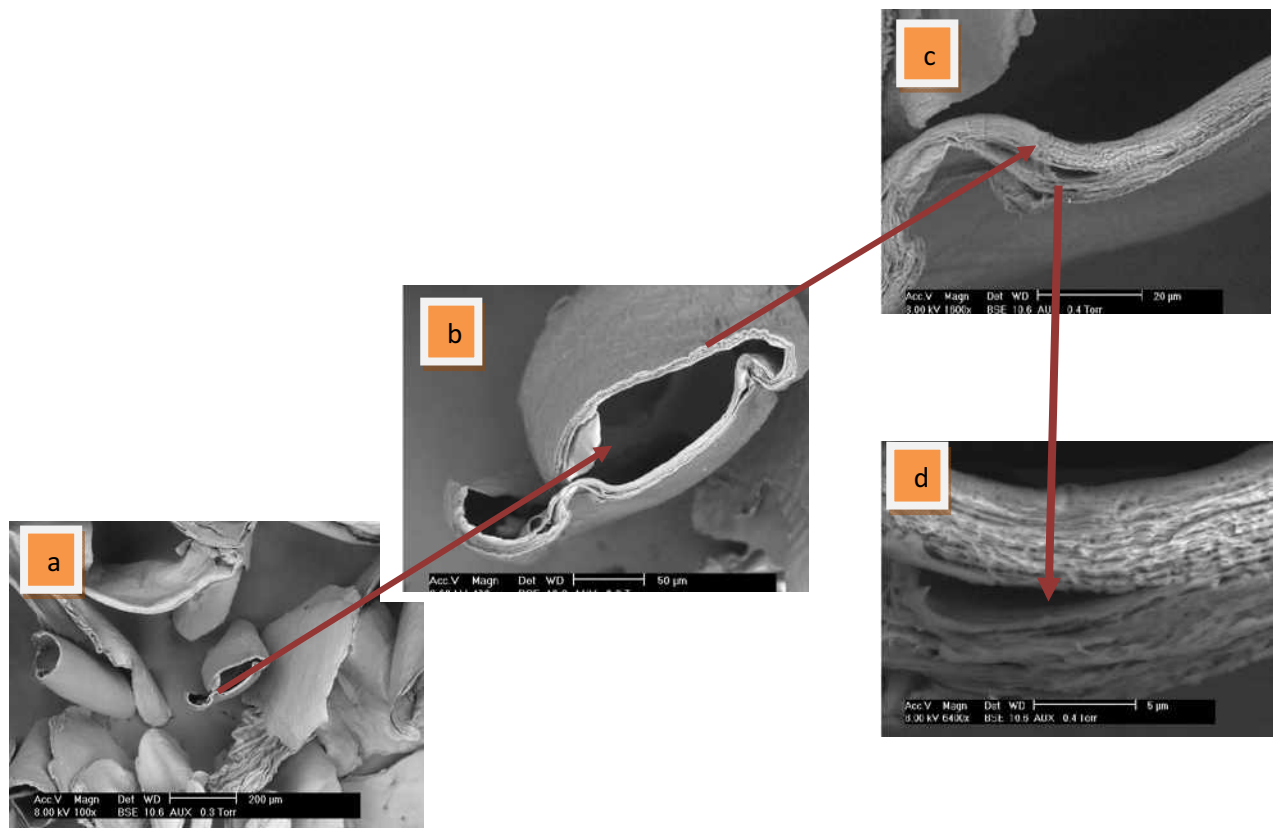 c
Acc.V Magn Det WD 20 µm
8.00 kV 1600x BSE 10.6 AUX 0.4 Torr
b
Acc.V Magn Det WD 50 µm
a
d
Acc.V Magn Det WD 5 µm
8.00 kV 6400x BSE 10.6 AUX 0.4 Torr
Acc.V Magn Det WD 200 µm
8.00 kV 100x BSE 10.6 AUX 0.3 Torr